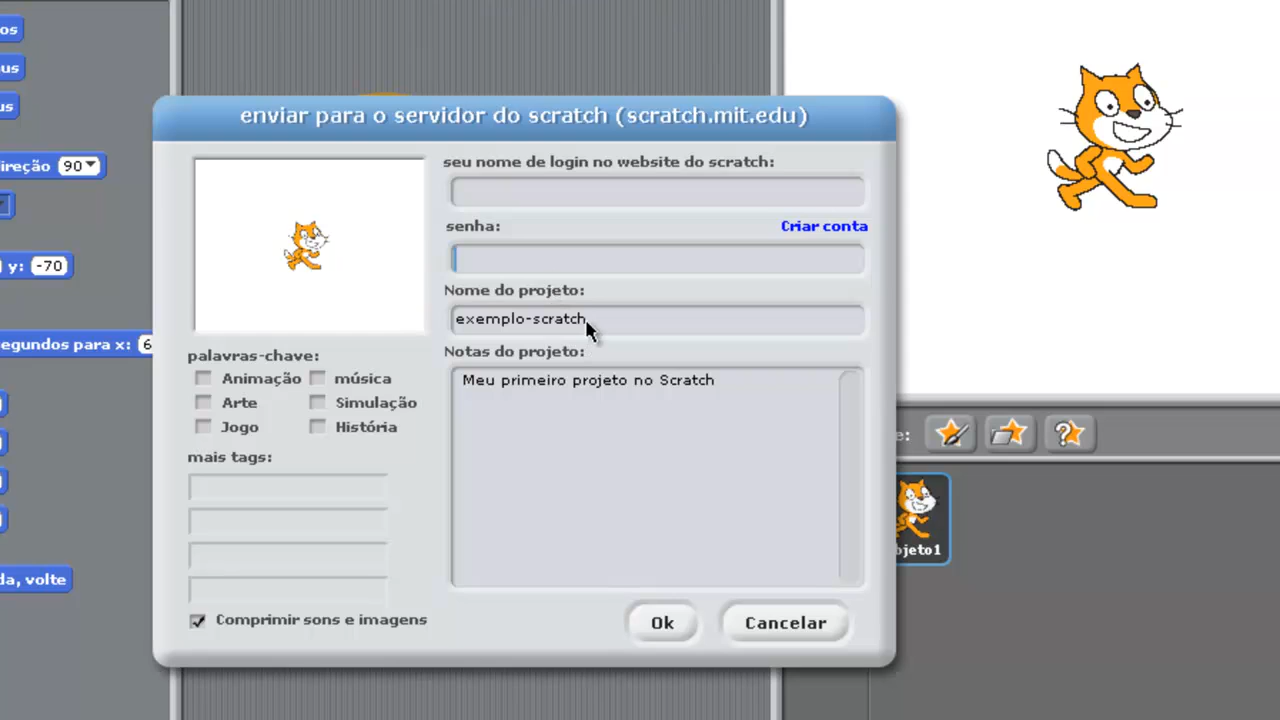 os
us
us
ireção 90
y: -70
egundos para x: 6
da, volte
enviar para o servidor do scratch (scratch.mit.edu)
seu nome de login no website do scratch:
senha:
Criar conta
Nome do projeto:
exemplo-scratch
Notas do projeto:
Meu primeiro projeto no Scratch
palavras-chave:
Animação
música
Arte
Simulação
Jogo
História
mais tags:
Comprimir sons e imagens
Ok
Cancelar
e:
bjeto1